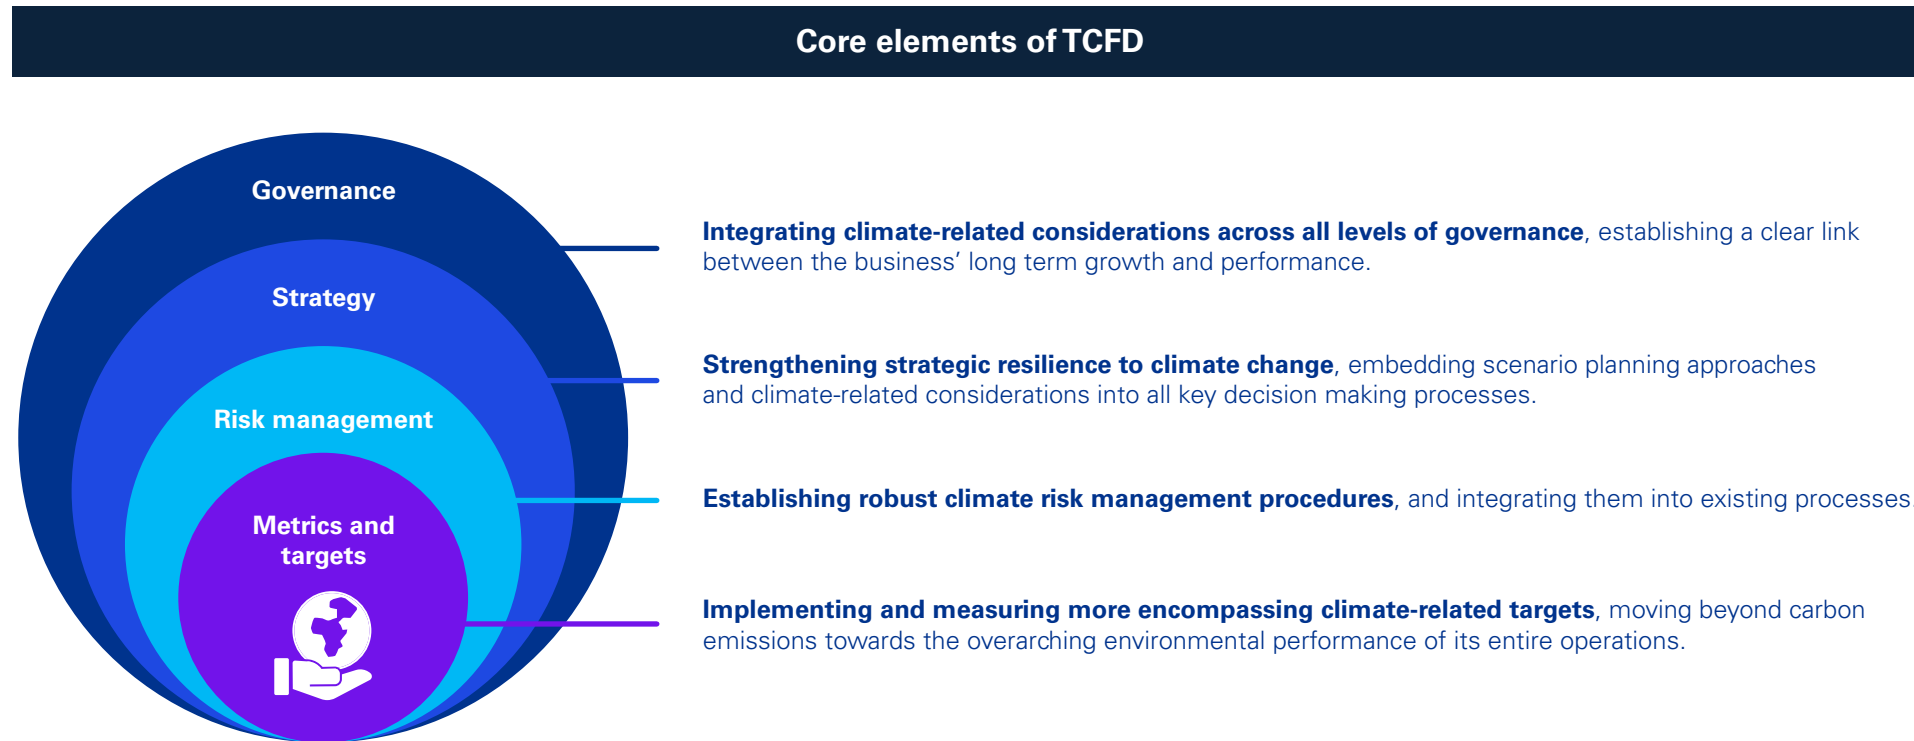 Core elements of TCFD
Governance
Integrating climate-related considerations across all levels of governance, establishing a clear link
between the business’ long term growth and performance.
Strategy
Strengthening strategic resilience to climate change, embedding scenario planning approaches
and climate-related considerations into all key decision making processes.
Risk management
Establishing robust climate risk management procedures, and integrating them into existing processes.
Metrics and
targets
Implementing and measuring more encompassing climate-related targets, moving beyond carbon
emissions towards the overarching environmental performance of its entire operations.